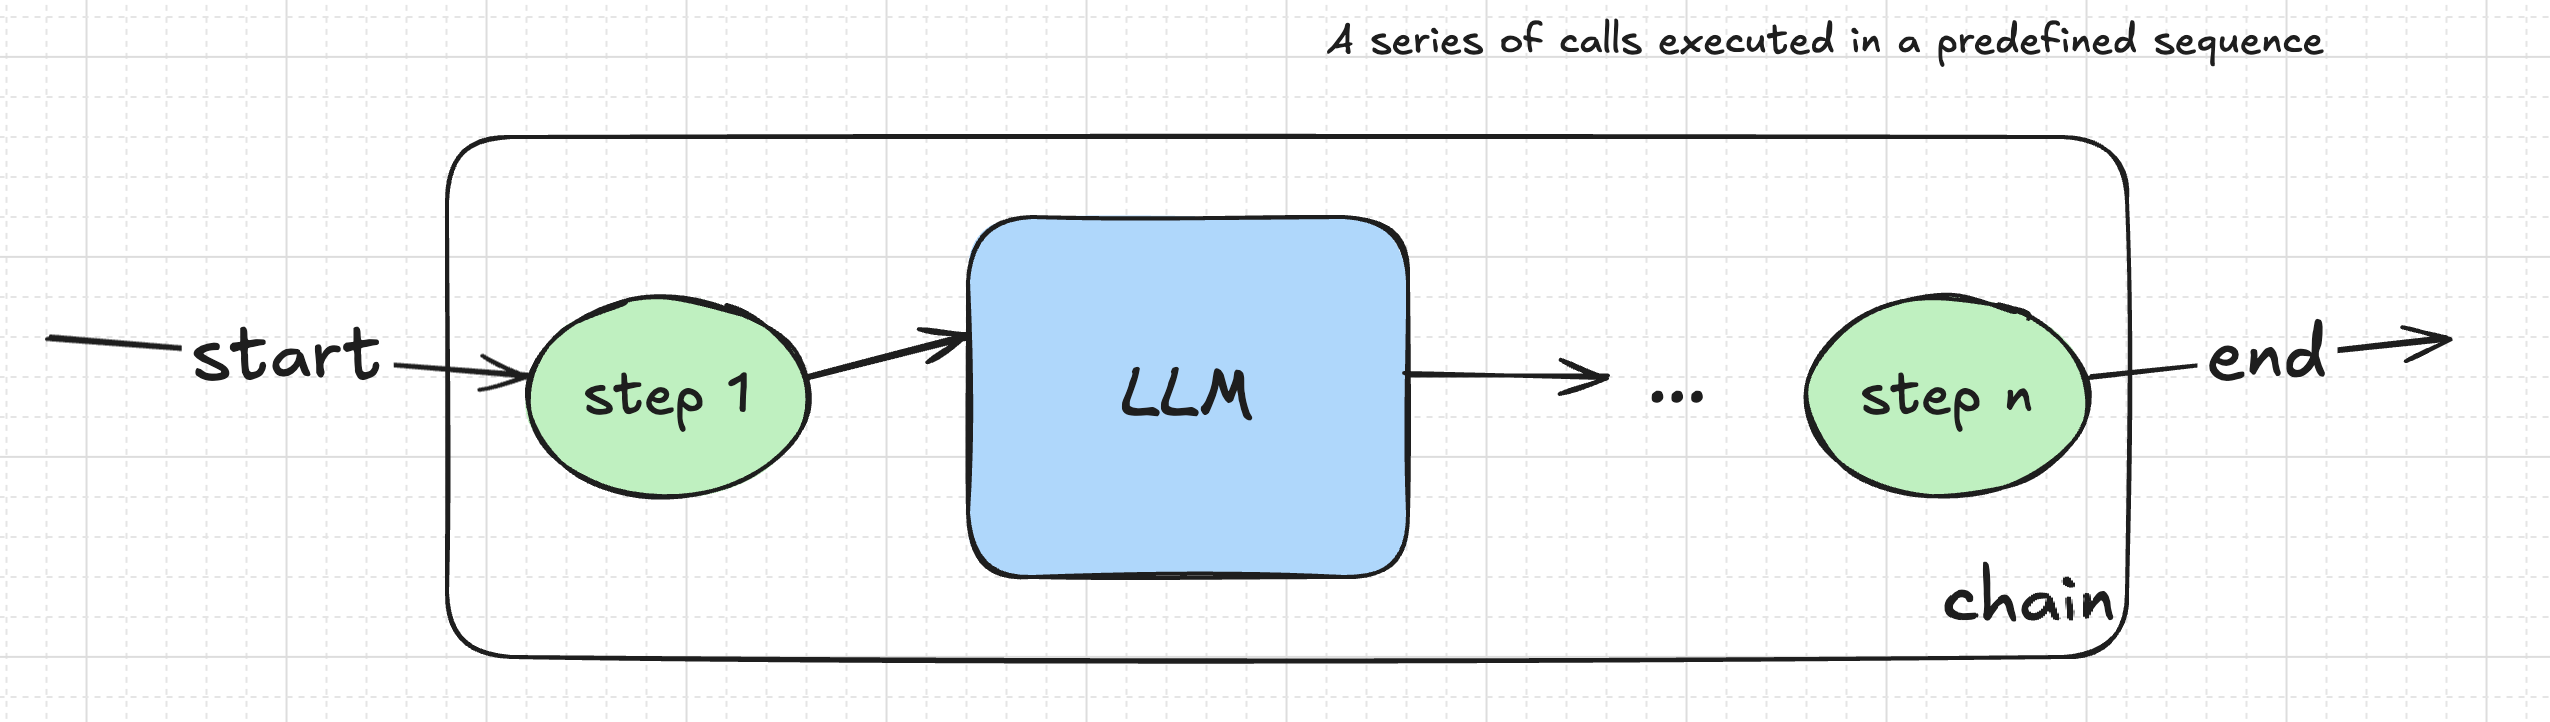 A series of calls executed in a predefined sequence
start
step 1
LLM
...
step n
end
chain